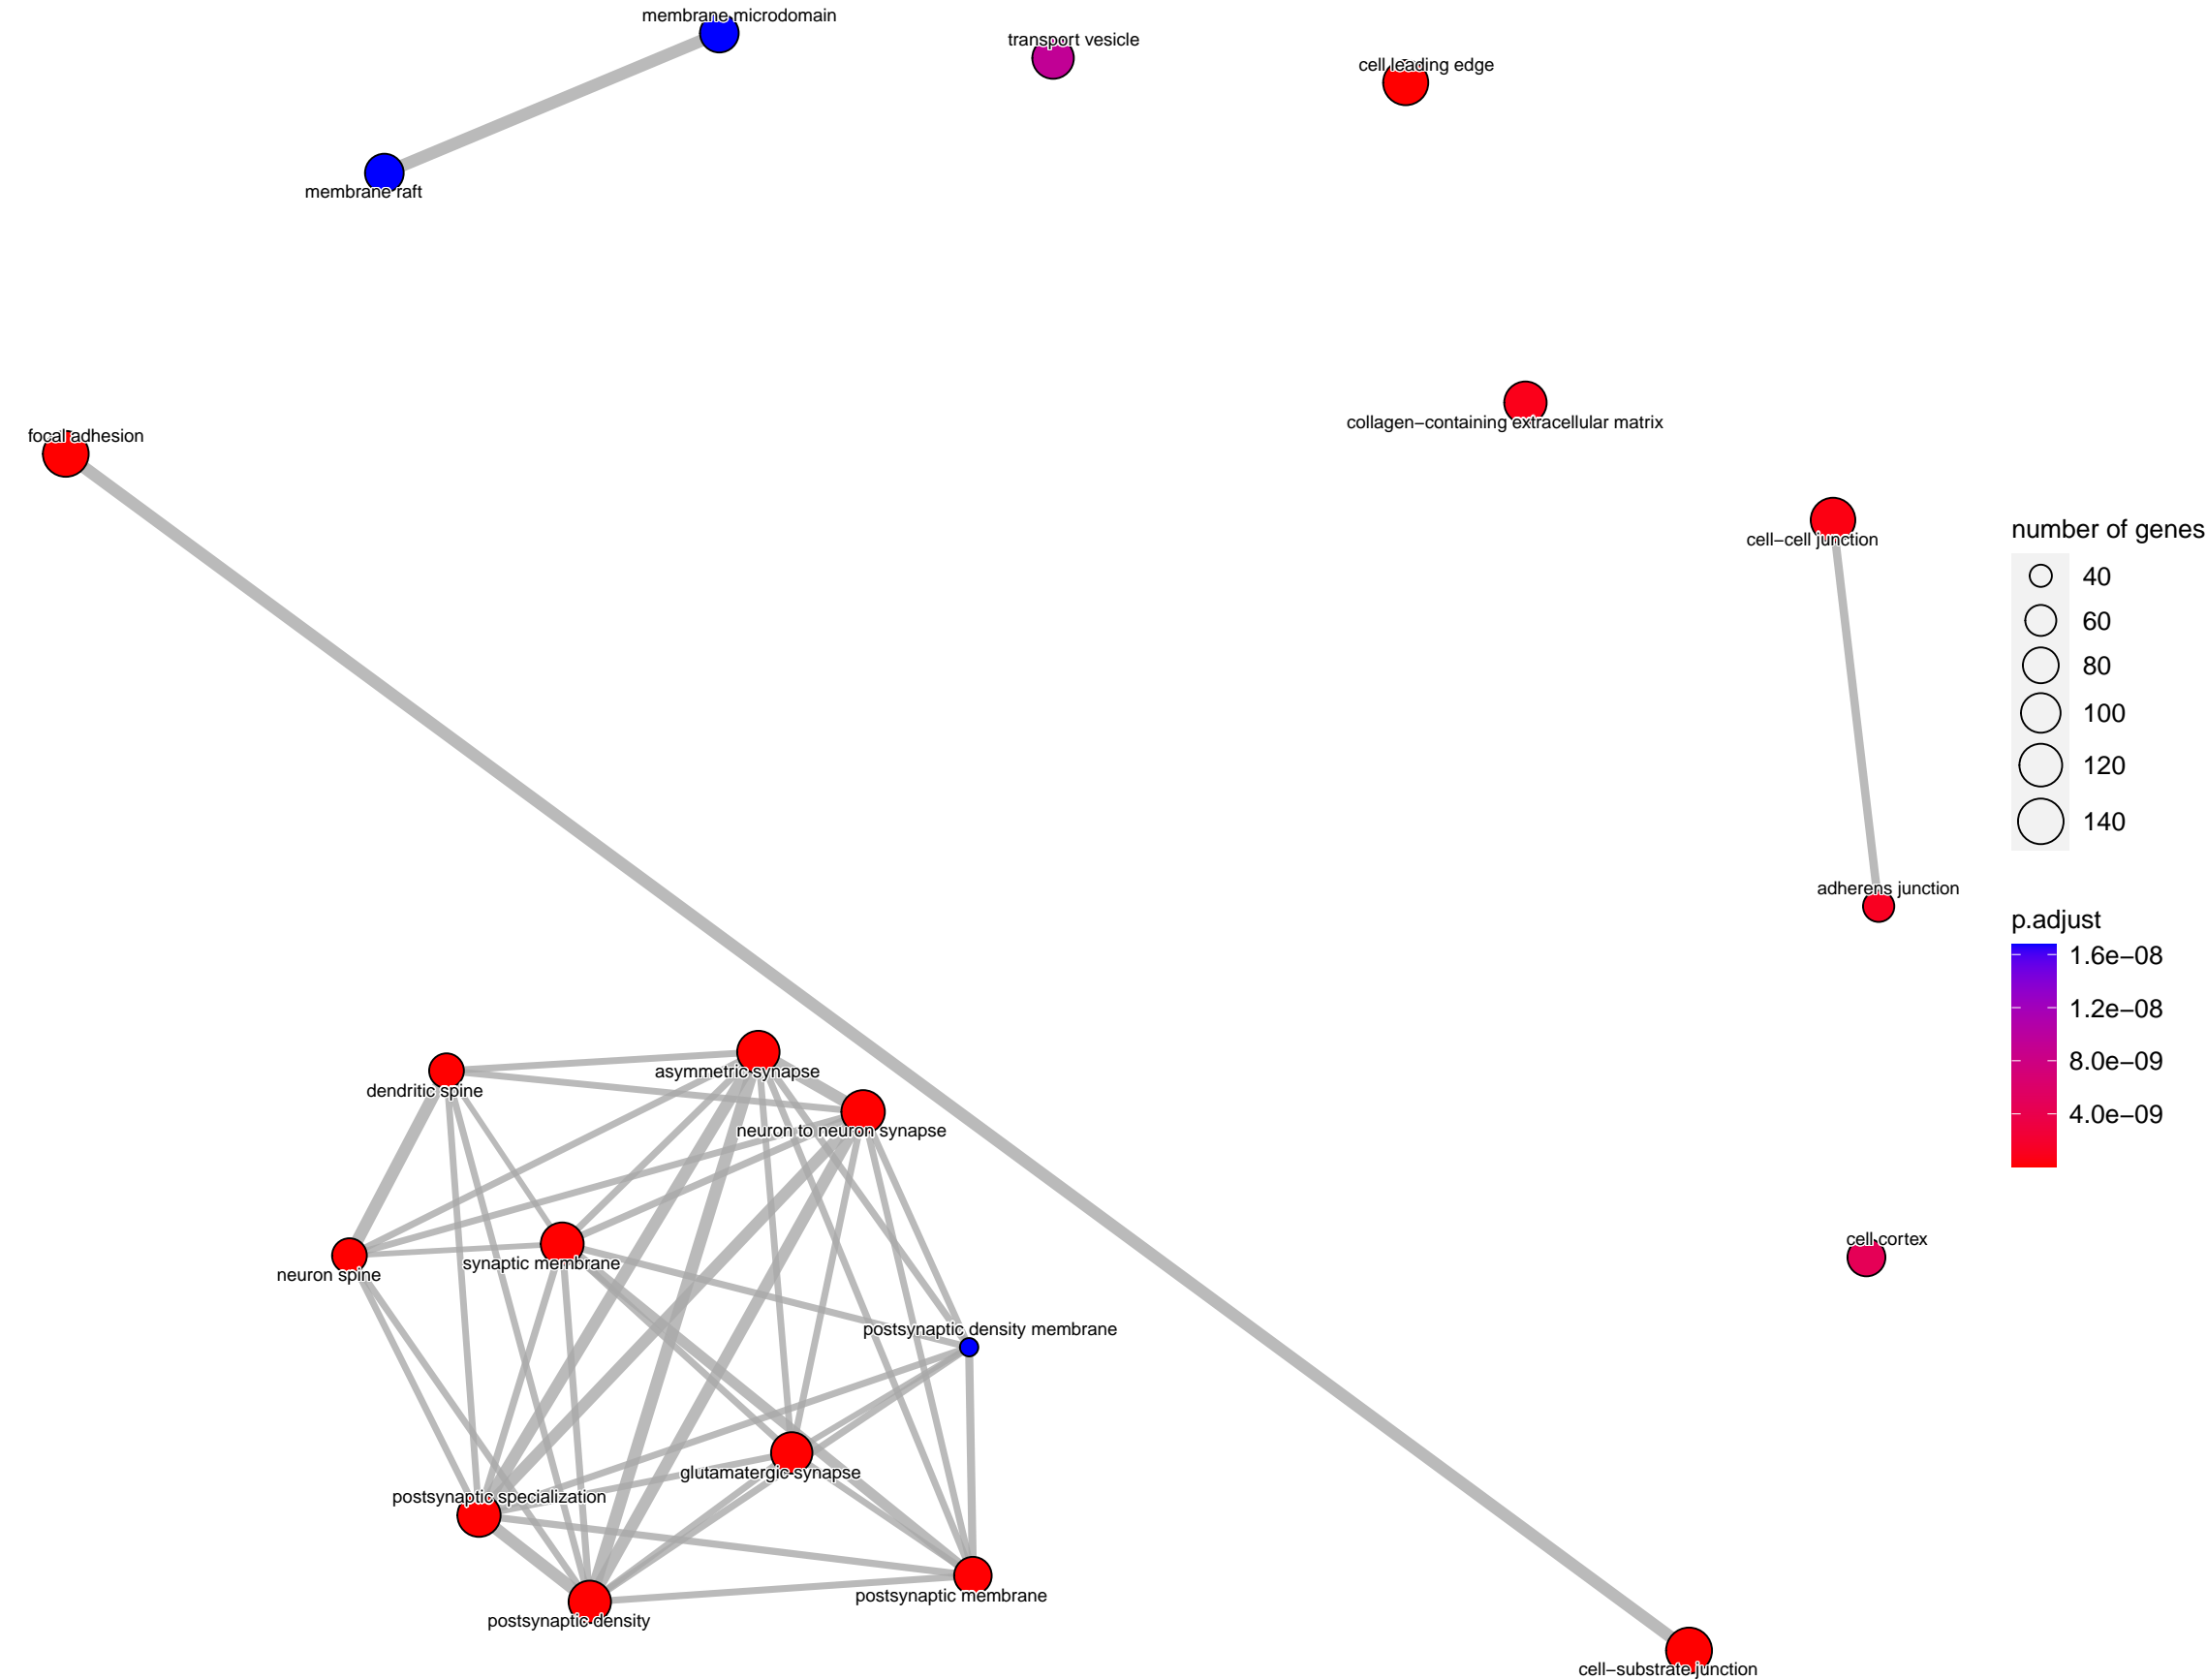 membrane microdomain
transport vesicle
cell leading edge
membrane raft
collagen−containing extracellular matrix
focal adhesion
cell−cell junction
number of genes
40
60
80
100
120
140
adherens junction
p.adjust
1.6e−08
1.2e−08
8.0e−09
4.0e−09
asymmetric synapse
dendritic spine
neuron to neuron synapse
cell cortex
synaptic membrane
neuron spine
postsynaptic density membrane
glutamatergic synapse
postsynaptic specialization
postsynaptic membrane
postsynaptic density
cell−substrate junction